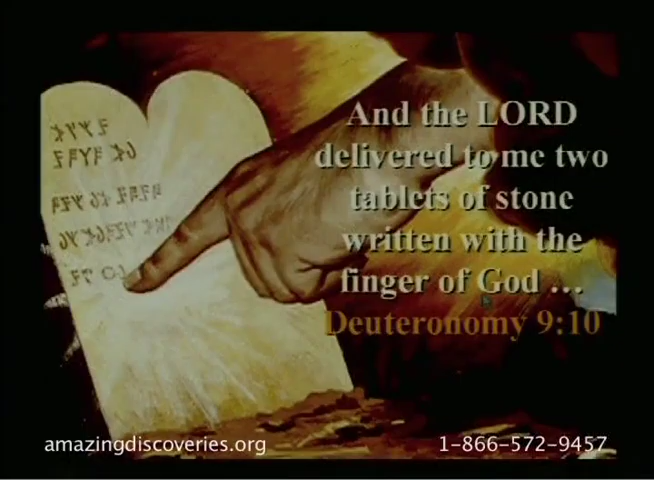 And the LORD
delivered to me two
tablets of stone
written with the
finger of God ...
Deuteronomy 9:10
amazingdiscoveries.org
1-866-572-9457